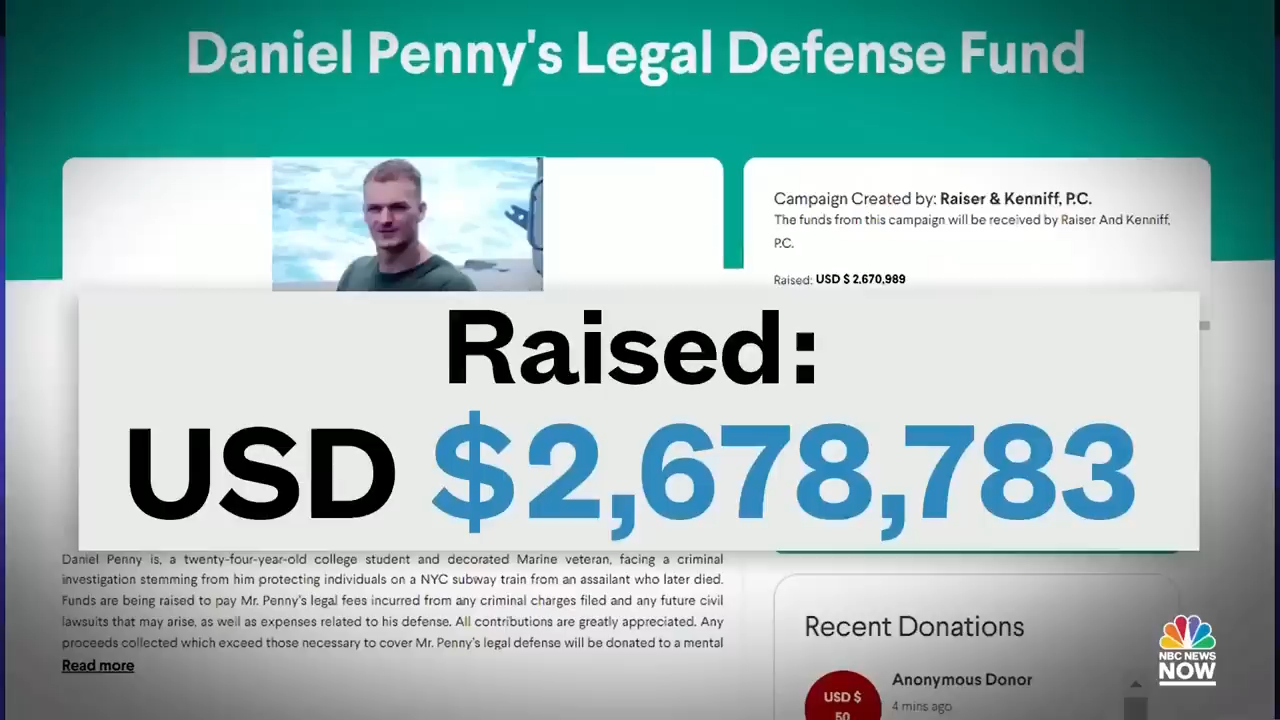 Daniel Penny's Legal Defense Fund
Campaign Created by: Raiser & Kenniff, P.C.
The funds from this campaign will be received by Raiser And Kenniff,
P.C.
Raised: USD $ 2,670,989
Raised:
USD $2,678,783
Daniel Penny is, a twenty-four-year-old college student and decorated Marine veteran, facing a criminal
investigation stemming from him protecting individuals on a NYC subway train from an assailant who later died.
Funds are being raised to pay Mr. Penny's legal fees incurred from any criminal charges filed and any future civil
lawsuits that may arise, as well as expenses related to his defense. All contributions are greatly appreciated. Any
proceeds collected which exceed those necessary to cover Mr. Penny's legal defense will be donated to a mental
Read more
Recent Donations
USD $
50
Anonymous Donor
4 mins ago
NBC NEWS
NOW